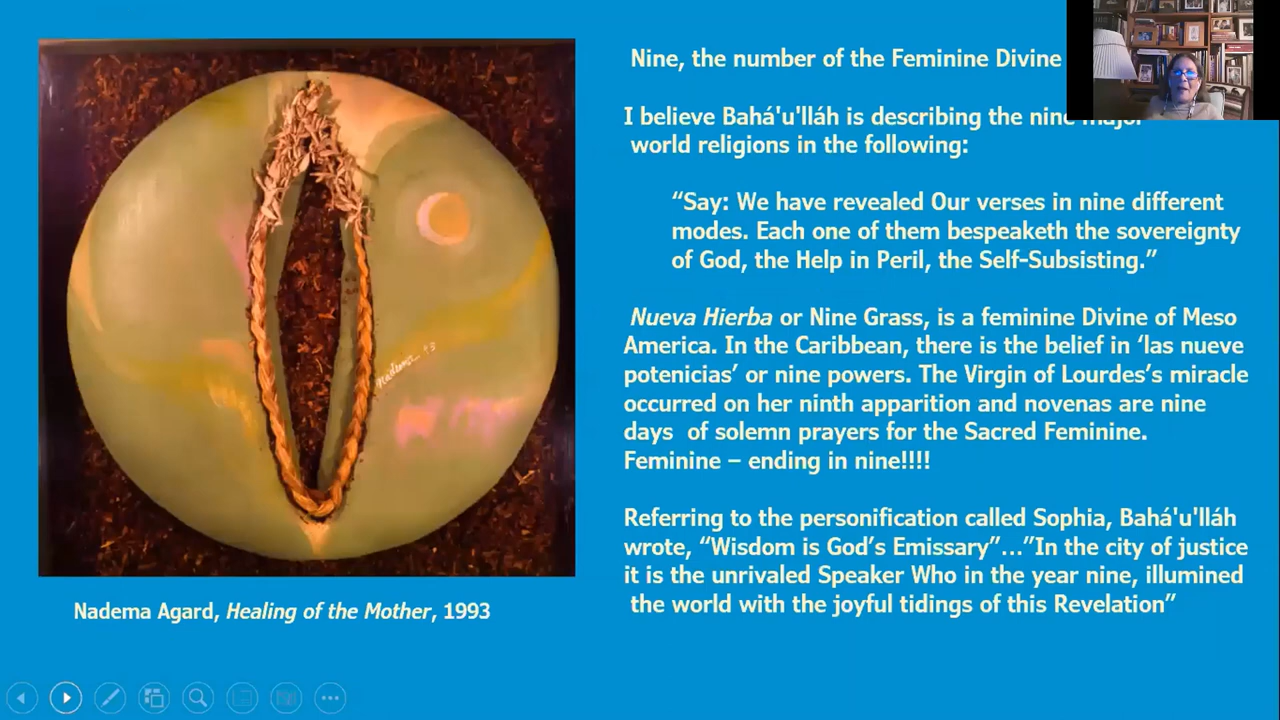 Nine, the number of the Feminine Divine
I believe Bahá'u'lláh is describing the nine major
world religions in the following:
“Say: We have revealed Our verses in nine different
modes. Each one of them bespeaketh the sovereignty
of God, the Help in Peril, the Self-Subsisting.”
Nueva Hierba or Nine Grass, is a feminine Divine of Meso
America. In the Caribbean, there is the belief in ‘las nueve
potenicias’ or nine powers. The Virgin of Lourdes’s miracle
occurred on her ninth apparition and novenas are nine
days of solemn prayers for the Sacred Feminine.
Feminine – ending in nine!!!!
Referring to the personification called Sophia, Bahá'u'lláh
wrote, “Wisdom is God’s Emissary”…”In the city of justice
it is the unrivaled Speaker Who in the year nine, illumined
the world with the joyful tidings of this Revelation”
Nadema Agard, Healing of the Mother, 1993